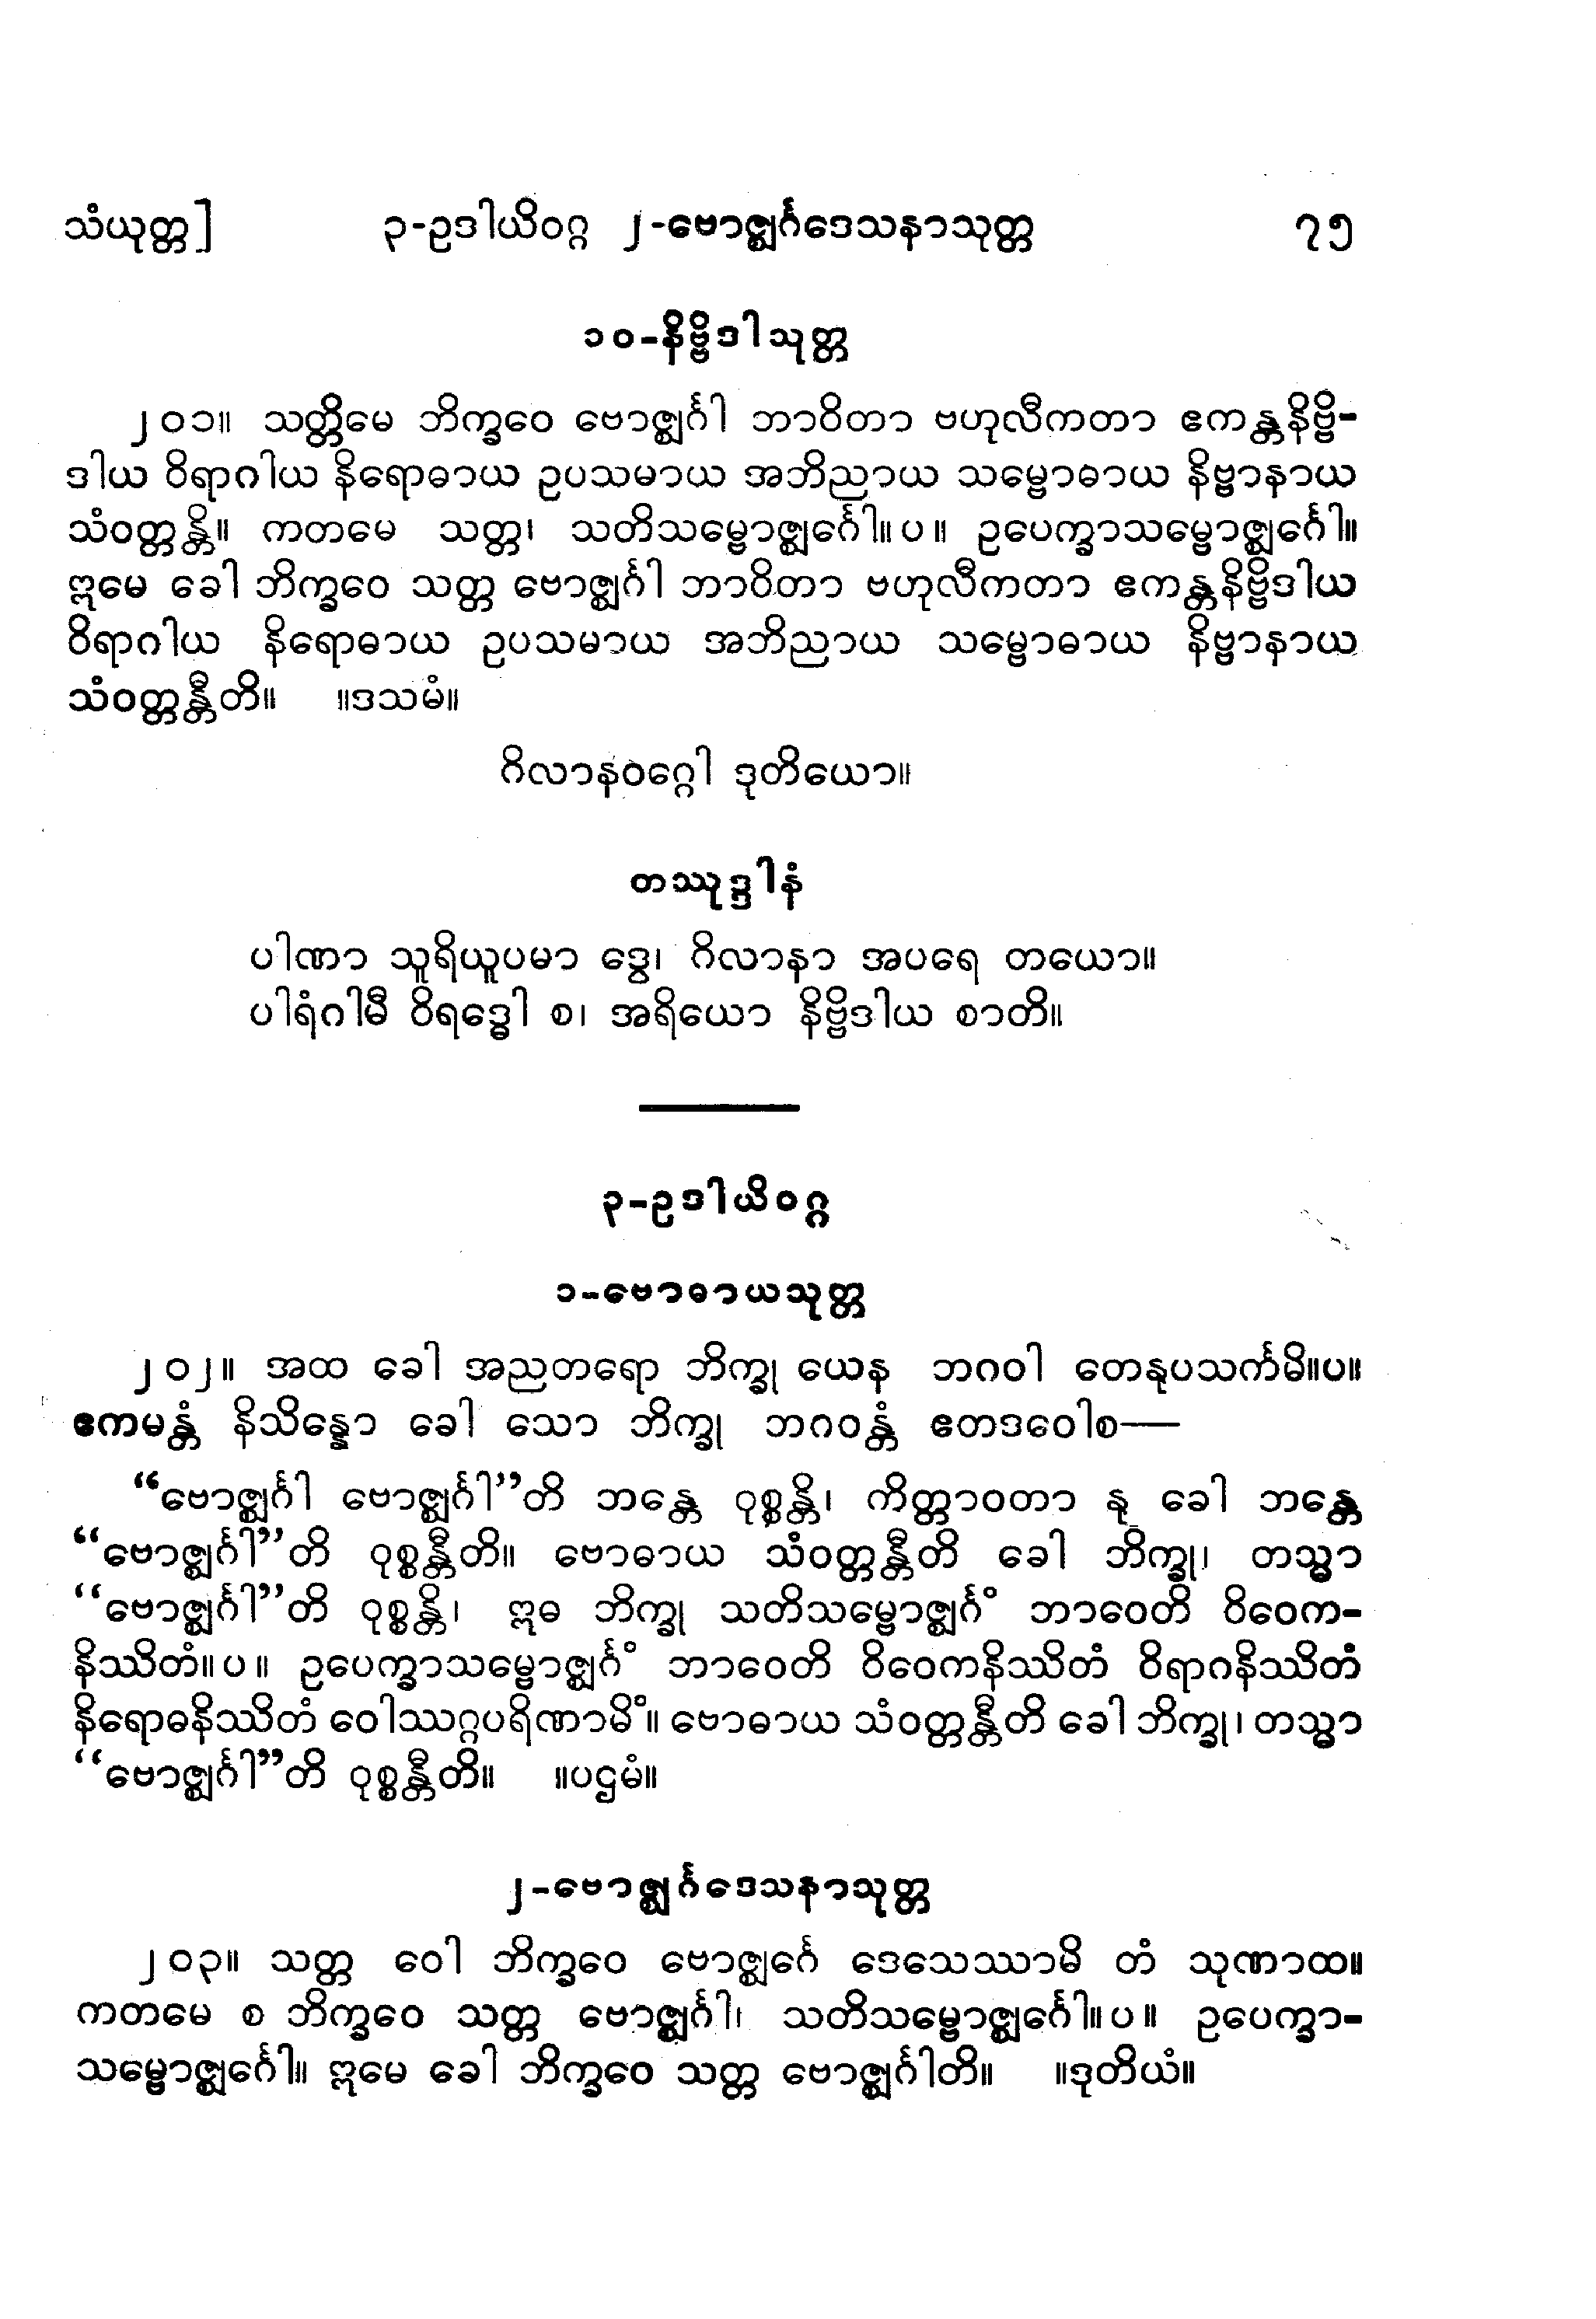 သံယုတ္တ] ၃-ဥဒါယိဝဂ္ဂ ၂-ဗောဇ္ဈင်္ဂဒေသနာသုတ္တ ၇၅
၁၀-နိဗ္ဗိဒါသုတ္တ
၂၀၁။ သတ္တိမေ ဘိက္ခဝေ ဗောဇ္ဈင်္ဂါ ဘာဝိတာ ဗဟုလီကတာ ဧကန္တနိဗ္ဗိ-
ဒါယ ဝိရာဂါယ နိရောဓာယ ဥပသမာယ အဘိညာယ သမ္ဗောဓာယ နိဗ္ဗာနာယ
သံဝတ္တန္တိ။ ကတမေ သတ္တ၊ သတိသမ္ဗောဇ္ဈင်္ဂေါ။ပ။ ဥပေက္ခာသမ္ဗောဇ္ဈင်္ဂေါ။
ဣမေ ခေါ ဘိက္ခဝေ သတ္တ ဗောဇ္ဈင်္ဂါ ဘာဝိတာ ဗဟုလီကတာ ဧကန္တနိဗ္ဗိဒါယ
ဝိရာဂါယ နိရောဓာယ ဥပသမာယ အဘိညာယ သမ္ဗောဓာယ နိဗ္ဗာနာယ
သံဝတ္တန္တီတိ။ ။ဒသမံ။
ဂိလာနဝဂ္ဂေါ ဒုတိယော။
တဿုဒ္ဒါနံ
ပါဏာ သူရိယူပမာ ဒွေ၊ ဂိလာနာ အပရေ တယော။
ပါရံဂါမီ ဝိရဒ္ဓေါ စ၊ အရိယော နိဗ္ဗိဒါယ စာတိ။
၃-ဥဒါယိဝဂ္ဂ
၁-ဗောဓာယသုတ္တ
၂၀၂။ အထ ခေါ အညတရော ဘိက္ခု ယေန ဘဂဝါ တေနုပသင်္ကမိ။ပ။
ဧကမန္တံ နိသိန္နော ခေါ သော ဘိက္ခု ဘဂဝန္တံ ဧတဒဝေါစ—
“ဗောဇ္ဈင်္ဂါ ဗောဇ္ဈင်္ဂါ”တိ ဘန္တေ ဝုစ္စန္တိ၊ ကိတ္တာဝတာ နု ခေါ ဘန္တေ
“ဗောဇ္ဈင်္ဂါ”တိ ဝုစ္စန္တီတိ။ ဗောဓာယ သံဝတ္တန္တီတိ ခေါ ဘိက္ခု၊ တသ္မာ
“ဗောဇ္ဈင်္ဂါ”တိ ဝုစ္စန္တိ၊ ဣဓ ဘိက္ခု သတိသမ္ဗောဇ္ဈင်္ဂံ ဘာဝေတိ ဝိဝေက-
နိဿိတံ။ပ။ ဥပေက္ခာသမ္ဗောဇ္ဈင်္ဂံ ဘာဝေတိ ဝိဝေကနိဿိတံ ဝိရာဂနိဿိတံ
နိရောဓနိဿိတံ ဝေါဿဂ္ဂပရိဏာမိံ။ ဗောဓာယ သံဝတ္တန္တီတိ ခေါ ဘိက္ခု၊ တသ္မာ
“ဗောဇ္ဈင်္ဂါ”တိ ဝုစ္စန္တီတိ။ ။ပဌမံ။
၂-ဗောဇ္ဈင်္ဂဒေသနာသုတ္တ
၂၀၃။ သတ္တ ဝေါ ဘိက္ခဝေ ဗောဇ္ဈင်္ဂေ ဒေသေဿာမိ တံ သုဏာထ။
ကတမေ စ ဘိက္ခဝေ သတ္တ ဗောဇ္ဈင်္ဂါ၊ သတိသမ္ဗောဇ္ဈင်္ဂေါ။ပ။ ဥပေက္ခာ-
သမ္ဗောဇ္ဈင်္ဂေါ။ ဣမေ ခေါ ဘိက္ခဝေ သတ္တ ဗောဇ္ဈင်္ဂါတိ။ ။ဒုတိယံ။